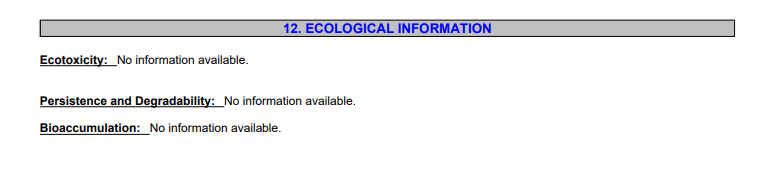 12. ECOLOGICAL INFORMATION
Ecotoxicity: No information available.
Persistence and Degradability: No information available.
Bioaccumulation: No information available.